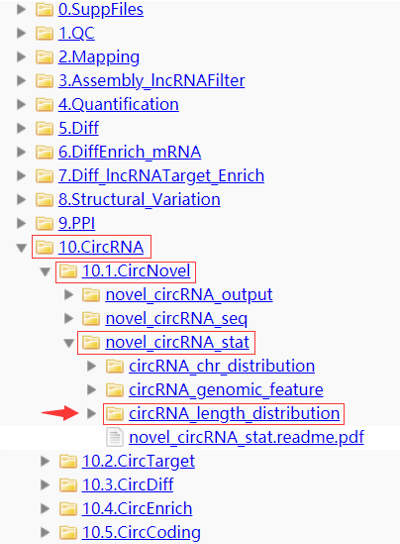 0.SuppFiles
1.QC
2.Mapping
3.Assembly_lncRNAFilter
4.Quantification
5.Diff
6.DiffEnrich_mRNA
7.Diff_lncRNATarget_Enrich
8.Structural_Variation
9.PPI
10.CircRNA
10.1.CircNovel
novel_circRNA_output
novel_circRNA_seq
novel_circRNA_stat
circRNA_chr_distribution
circRNA_genomic_feature
circRNA_length_distribution
novel_circRNA_stat.readme.pdf
10.2.CircTarget
10.3.CircDiff
10.4.CircEnrich
10.5.CircCoding